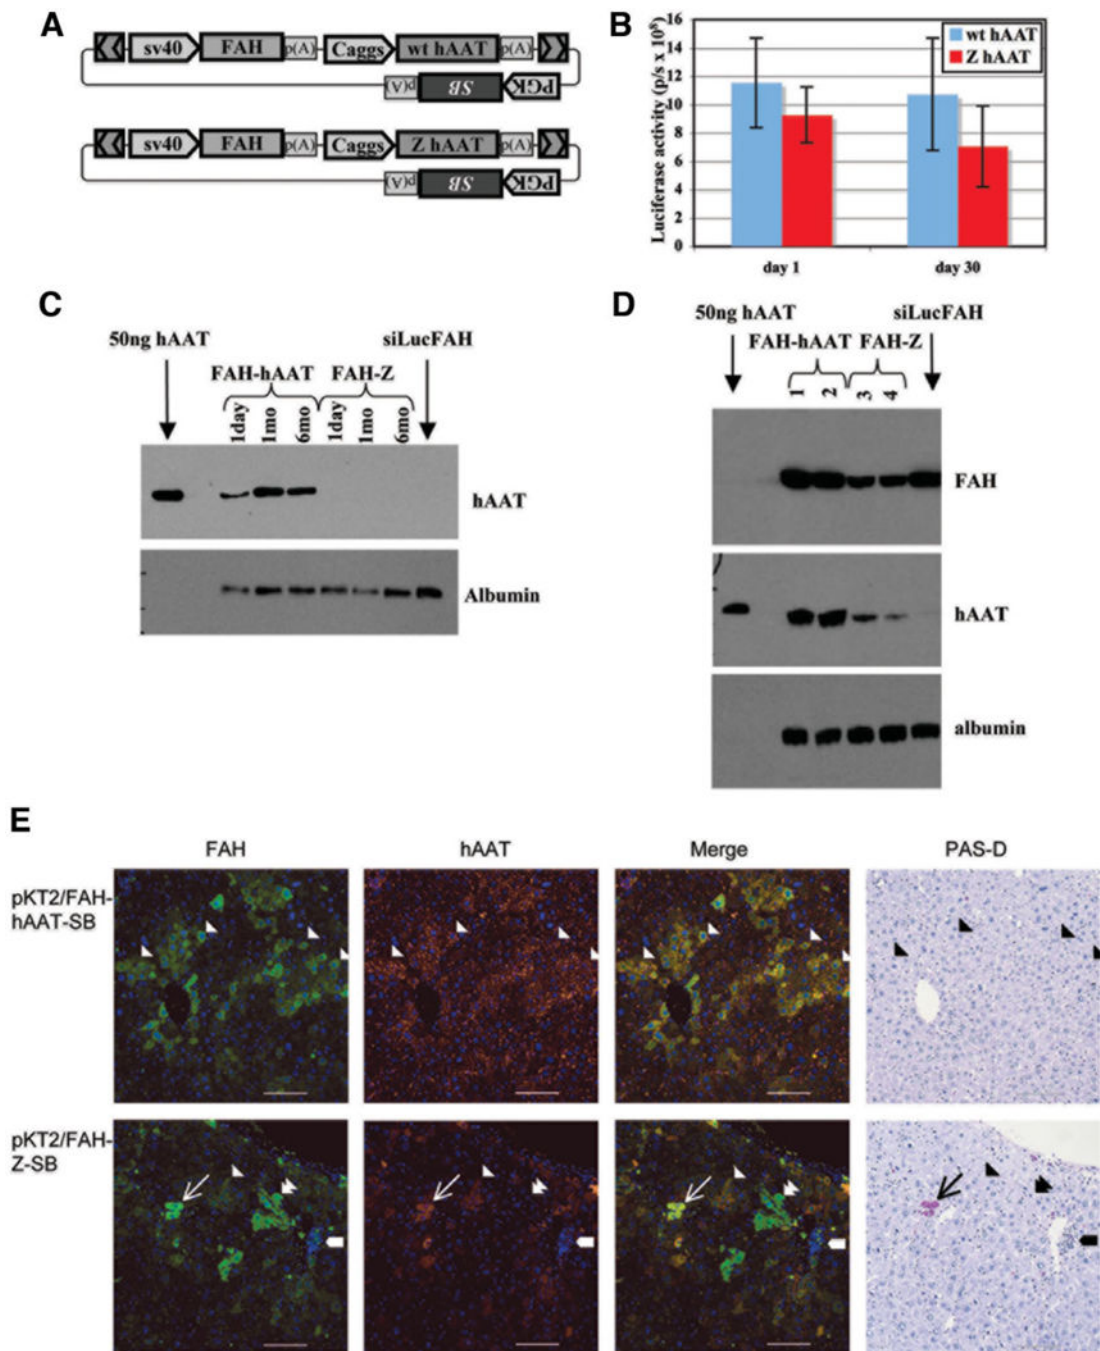 A
sv40 FAH p(A) Caggs wt hAAT p(A)
p(A) SB PGK
sv40 FAH p(A) Caggs Z hAAT p(A)
p(A) SB PGK
B
Luciferase activity (p/s x 10⁸)
16
14
12
10
8
6
4
2
0
wt hAAT
Z hAAT
day 1
day 30
C
50ng hAAT
siLucFAH
FAH-hAAT
FAH-Z
1day
1mo
6mo
1day
1mo
6mo
hAAT
Albumin
D
50ng hAAT
siLucFAH
FAH-hAAT
FAH-Z
1
2
3
4
FAH
hAAT
albumin
E
FAH
hAAT
Merge
PAS-D
pKT2/FAH-
hAAT-SB
pKT2/FAH-
Z-SB